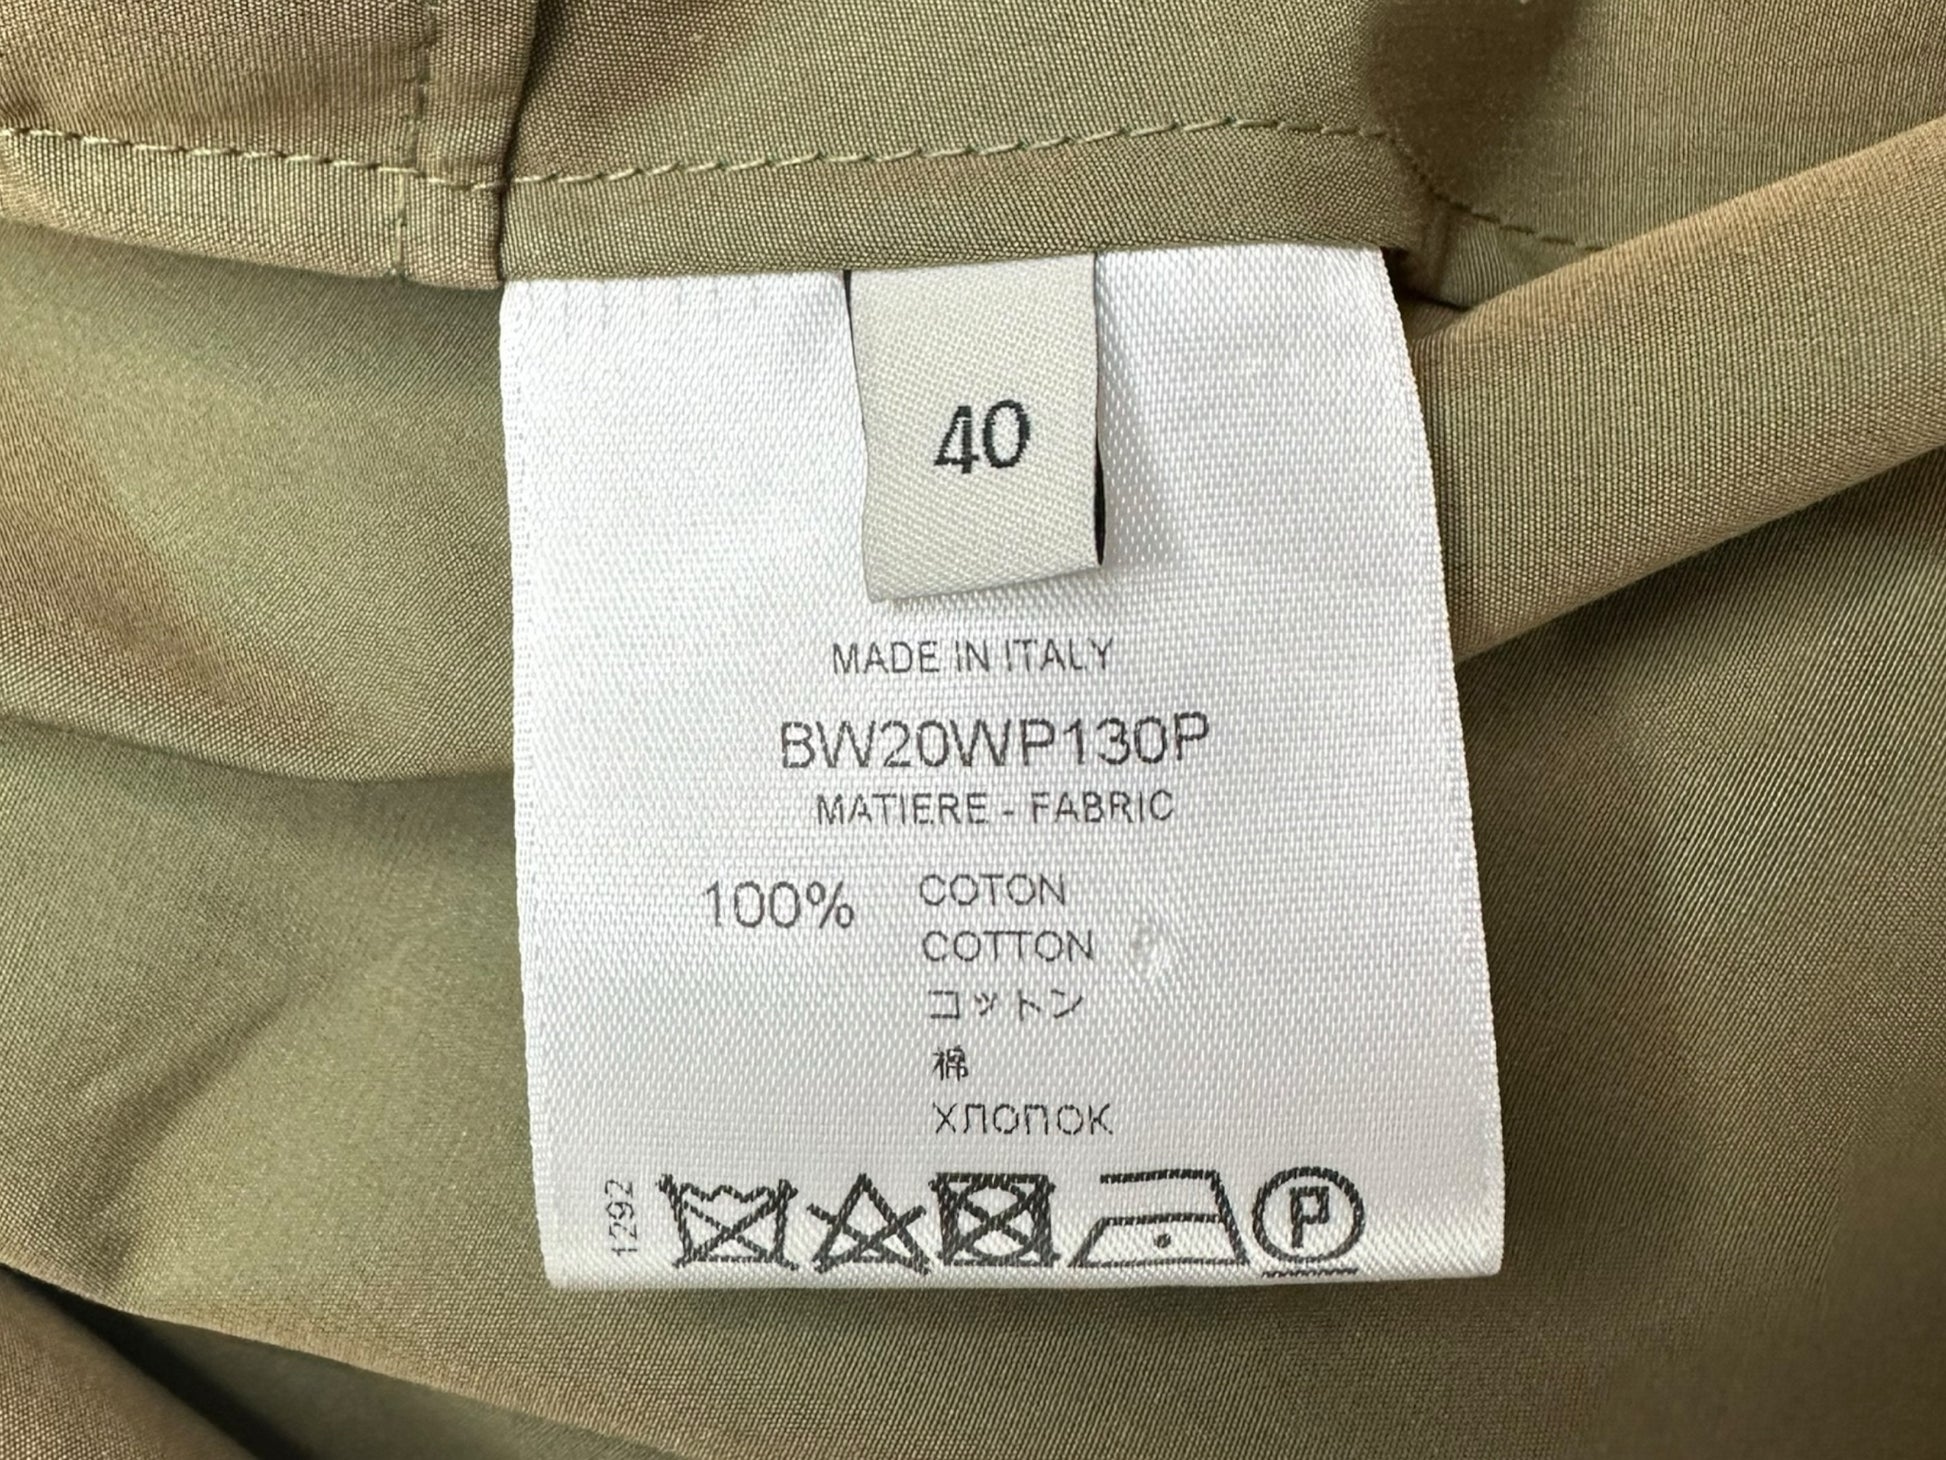 40
MADE IN ITALY
BW20WP130P
MATIERE - FABRIC
100% COTON
COTTON
コットン
棉
хлопок
1292
P